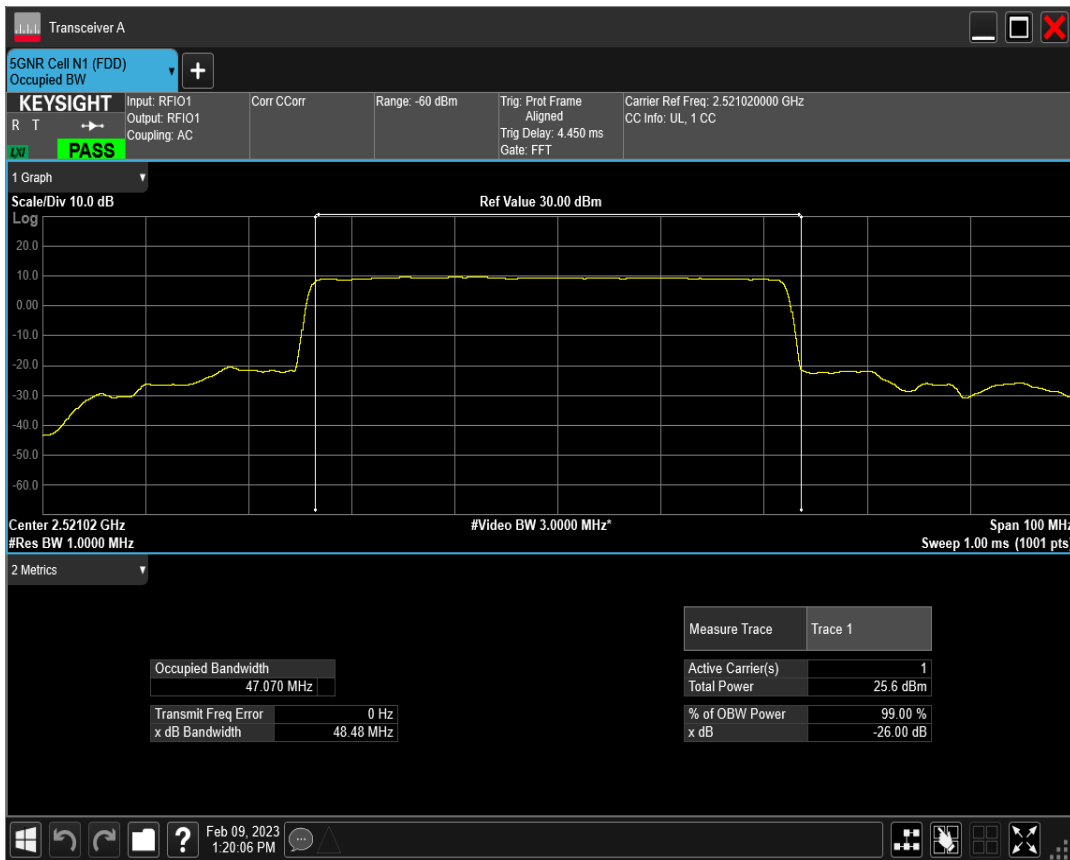 Transceiver A
5GNR Cell N1 (FDD)
Occupied BW
+
KEYSIGHT
R T
LXI
PASS
Input: RFIO1
Output: RFIO1
Coupling: AC
Corr CCorr
Range: -60 dBm
Trig: Prot Frame
Aligned
Trig Delay: 4.450 ms
Gate: FFT
Carrier Ref Freq: 2.521020000 GHz
CC Info: UL, 1 CC
1 Graph
Scale/Div 10.0 dB
Ref Value 30.00 dBm
Log
20.0
10.0
0.00
-10.0
-20.0
-30.0
-40.0
-50.0
-60.0
Center 2.52102 GHz
#Video BW 3.0000 MHz*
Span 100 MHz
#Res BW 1.0000 MHz
Sweep 1.00 ms (1001 pts)
2 Metrics
Measure Trace Trace 1
Occupied Bandwidth
47.070 MHz
Active Carrier(s) 1
Total Power 25.6 dBm
Transmit Freq Error 0 Hz
x dB Bandwidth 48.48 MHz
% of OBW Power 99.00 %
x dB -26.00 dB
?
Feb 09, 2023
1:20:06 PM